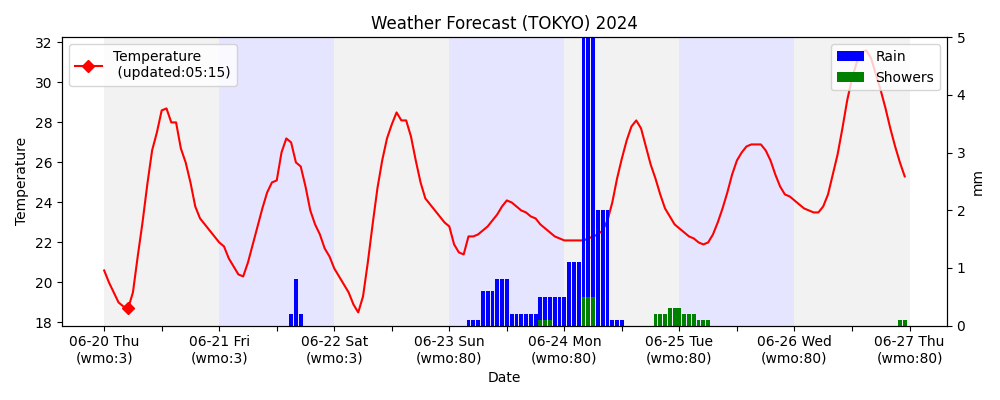 Weather Forecast (TOKYO) 2024
Temperature
(updated:05:15)
Rain
Showers
32
30
28
26
24
22
20
18
Temperature
5
4
3
2
1
0
mm
06-20 Thu
(wmo:3)
06-21 Fri
(wmo:3)
06-22 Sat
(wmo:3)
06-23 Sun
(wmo:80)
06-24 Mon
(wmo:80)
06-25 Tue
(wmo:80)
06-26 Wed
(wmo:80)
06-27 Thu
(wmo:80)
Date